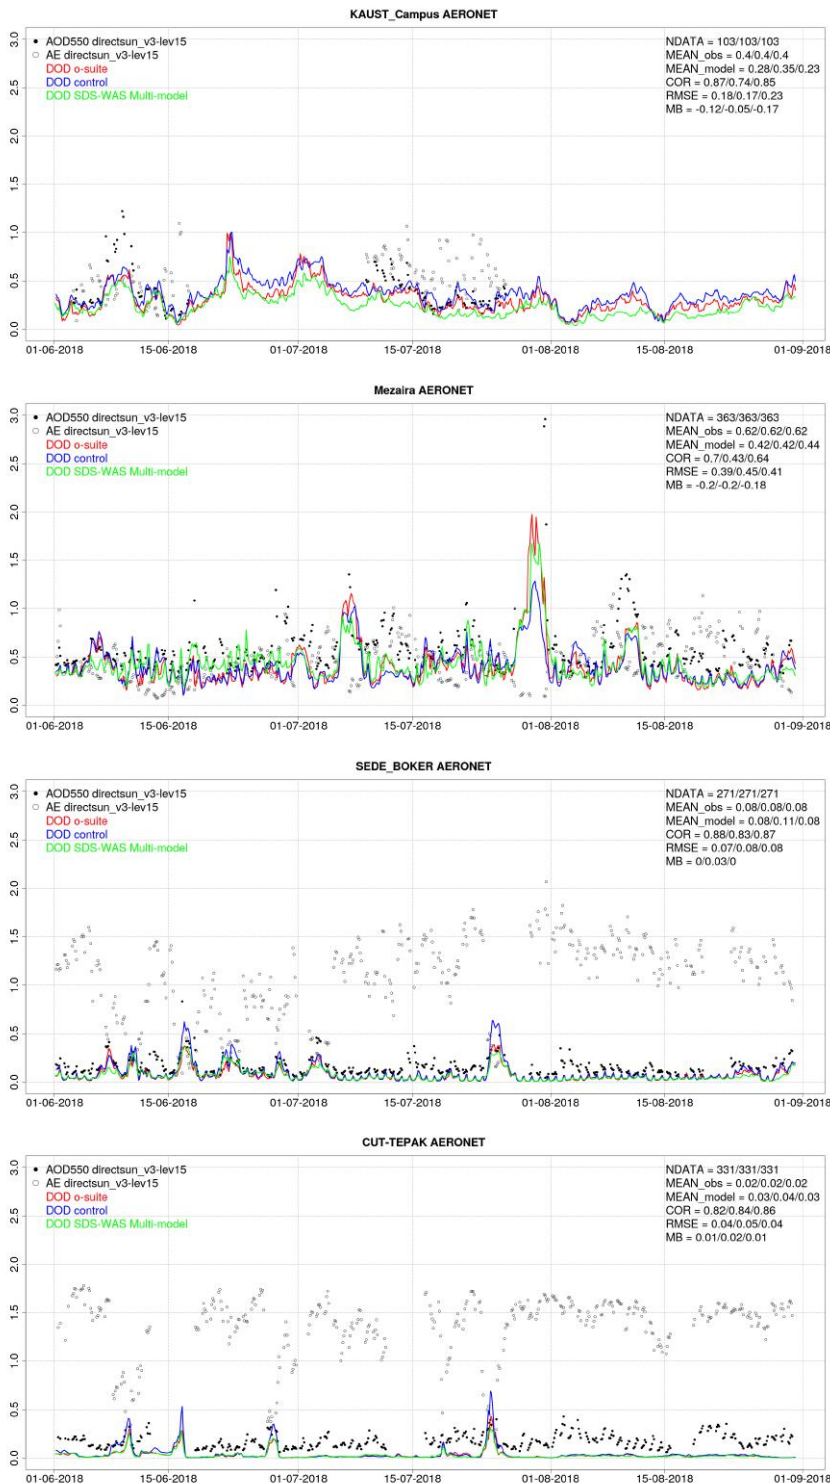 KAUST_Campus AERONET
3.0
2.5
2.0
1.5
1.0
0.5
0.0
AOD550 directsun_v3-lev15
AE directsun_v3-lev15
DOD o-suite
DOD control
DOD SDS-WAS Multi-model
NDATA = 103/103/103
MEAN_obs = 0.4/0.4/0.4
MEAN_model = 0.28/0.35/0.23
COR = 0.87/0.74/0.85
RMSE = 0.18/0.17/0.23
MB = -0.12/-0.05/-0.17
01-06-2018 15-06-2018 01-07-2018 15-07-2018 01-08-2018 15-08-2018 01-09-2018
Mezaira AERONET
3.0
2.5
2.0
1.5
1.0
0.5
0.0
AOD550 directsun_v3-lev15
AE directsun_v3-lev15
DOD o-suite
DOD control
DOD SDS-WAS Multi-model
NDATA = 363/363/363
MEAN_obs = 0.62/0.62/0.62
MEAN_model = 0.42/0.42/0.44
COR = 0.7/0.43/0.64
RMSE = 0.39/0.45/0.41
MB = -0.2/-0.2/-0.18
01-06-2018 15-06-2018 01-07-2018 15-07-2018 01-08-2018 15-08-2018 01-09-2018
SEDE_BOKER AERONET
3.0
2.5
2.0
1.5
1.0
0.5
0.0
AOD550 directsun_v3-lev15
AE directsun_v3-lev15
DOD o-suite
DOD control
DOD SDS-WAS Multi-model
NDATA = 271/271/271
MEAN_obs = 0.08/0.08/0.08
MEAN_model = 0.08/0.11/0.08
COR = 0.88/0.83/0.87
RMSE = 0.07/0.08/0.08
MB = 0/0.03/0
01-06-2018 15-06-2018 01-07-2018 15-07-2018 01-08-2018 15-08-2018 01-09-2018
CUT-TEPAK AERONET
3.0
2.5
2.0
1.5
1.0
0.5
0.0
AOD550 directsun_v3-lev15
AE directsun_v3-lev15
DOD o-suite
DOD control
DOD SDS-WAS Multi-model
NDATA = 331/331/331
MEAN_obs = 0.02/0.02/0.02
MEAN_model = 0.03/0.04/0.03
COR = 0.82/0.84/0.86
RMSE = 0.04/0.05/0.04
MB = 0.01/0.02/0.01
01-06-2018 15-06-2018 01-07-2018 15-07-2018 01-08-2018 15-08-2018 01-09-2018